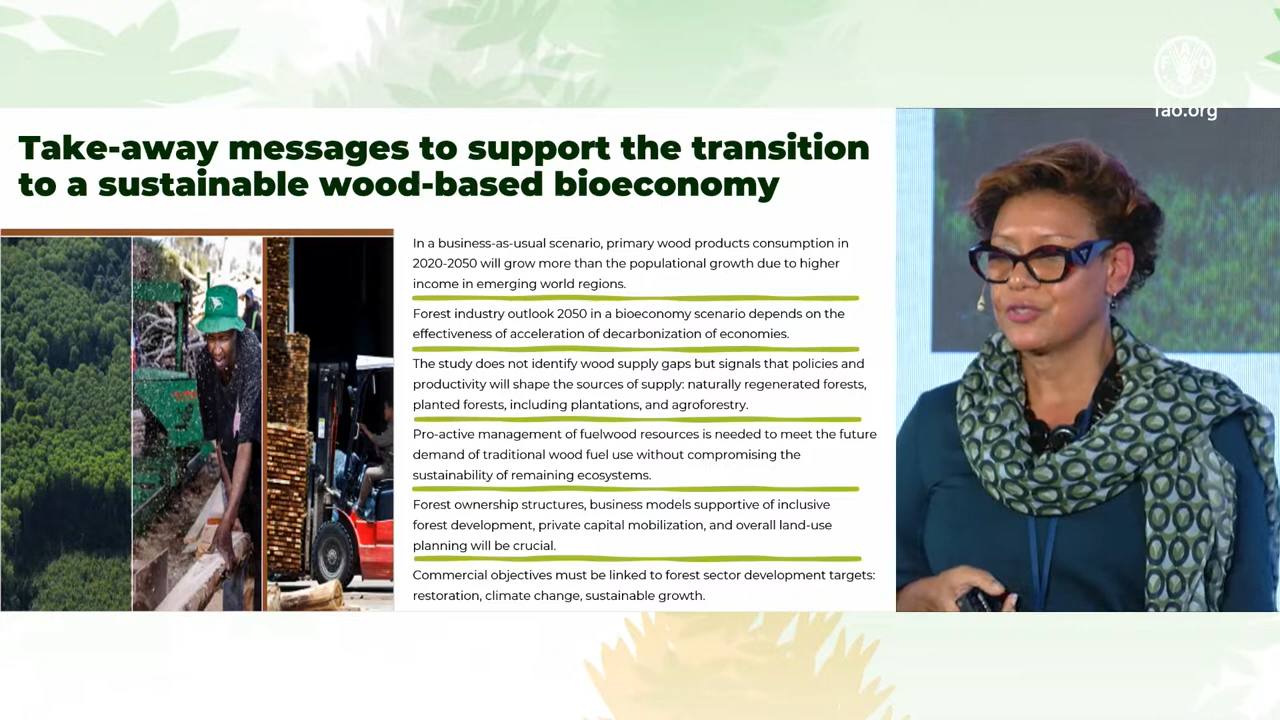 F A O
fao.org
Take-away messages to support the transition
to a sustainable wood-based bioeconomy
In a business-as-usual scenario, primary wood products consumption in
2020-2050 will grow more than the populational growth due to higher
income in emerging world regions.
Forest industry outlook 2050 in a bioeconomy scenario depends on the
effectiveness of acceleration of decarbonization of economies.
The study does not identify wood supply gaps but signals that policies and
productivity will shape the sources of supply: naturally regenerated forests,
planted forests, including plantations, and agroforestry.
Pro-active management of fuelwood resources is needed to meet the future
demand of traditional wood fuel use without compromising the
sustainability of remaining ecosystems.
Forest ownership structures, business models supportive of inclusive
forest development, private capital mobilization, and overall land-use
planning will be crucial.
Commercial objectives must be linked to forest sector development targets:
restoration, climate change, sustainable growth.